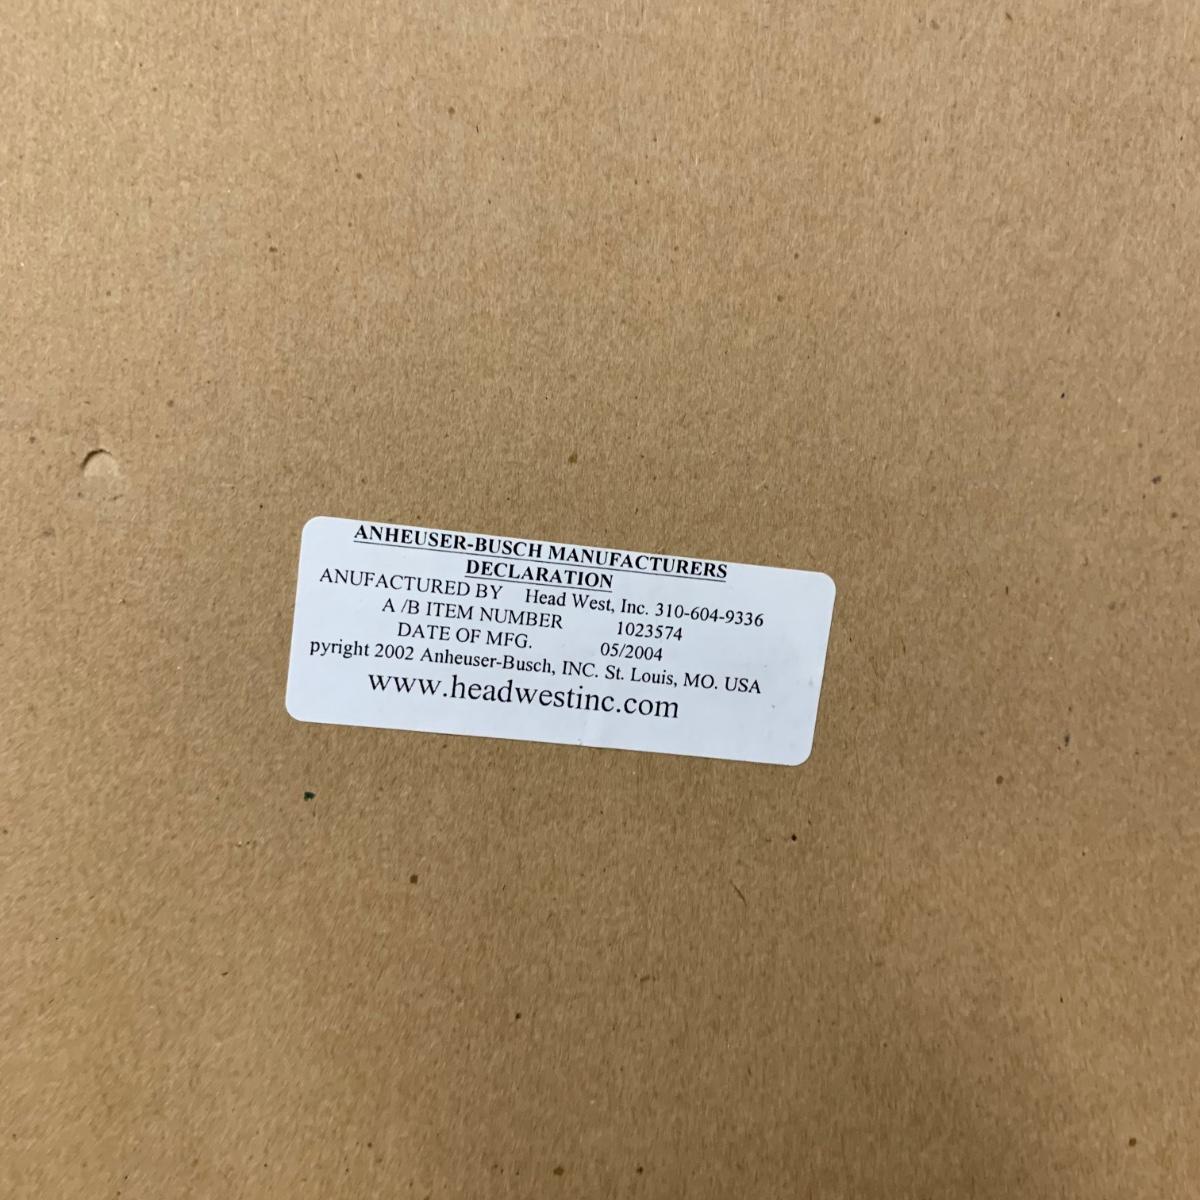 ANHEUSER-BUSCH MANUFACTURERS
DECLARATION
ANUFACTURED BY Head West, Inc. 310-604-9336
A /B ITEM NUMBER 1023574
DATE OF MFG. 05/2004
pyright 2002 Anheuser-Busch, INC. St. Louis, MO. USA
www.headwestinc.com